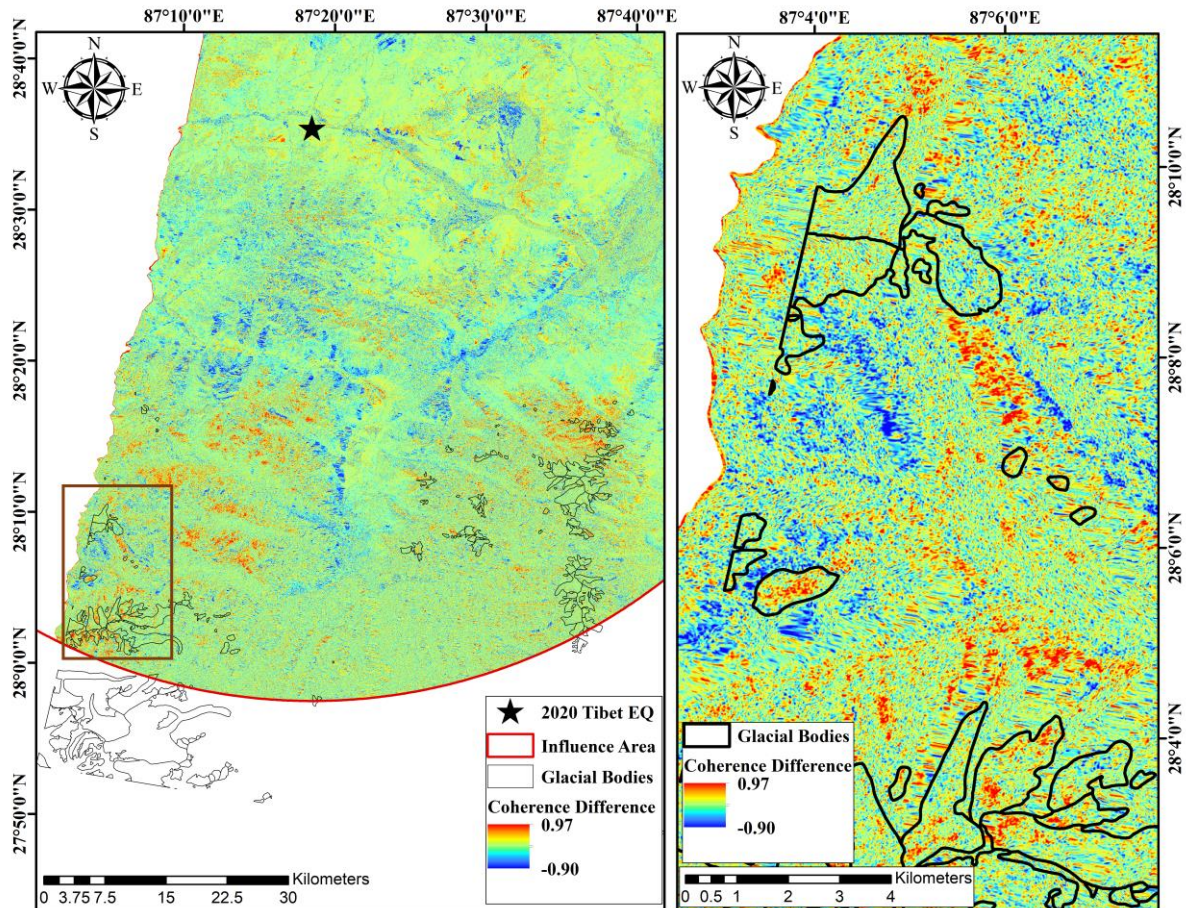 87°10'0"E 87°20'0"E 87°30'0"E 87°40'0"E
28°40'0"N
28°30'0"N
28°20'0"N
28°10'0"N
28°0'0"N
27°50'0"N
N
W E
S
2020 Tibet EQ
Influence Area
Glacial Bodies
Coherence Difference
0.97
-0.90
0 3.75 7.5 15 22.5 30 Kilometers
87°4'0"E 87°6'0"E
28°10'0"N
28°8'0"N
28°6'0"N
28°4'0"N
N
W E
S
Glacial Bodies
Coherence Difference
0.97
-0.90
0 0.5 1 2 3 4 Kilometers